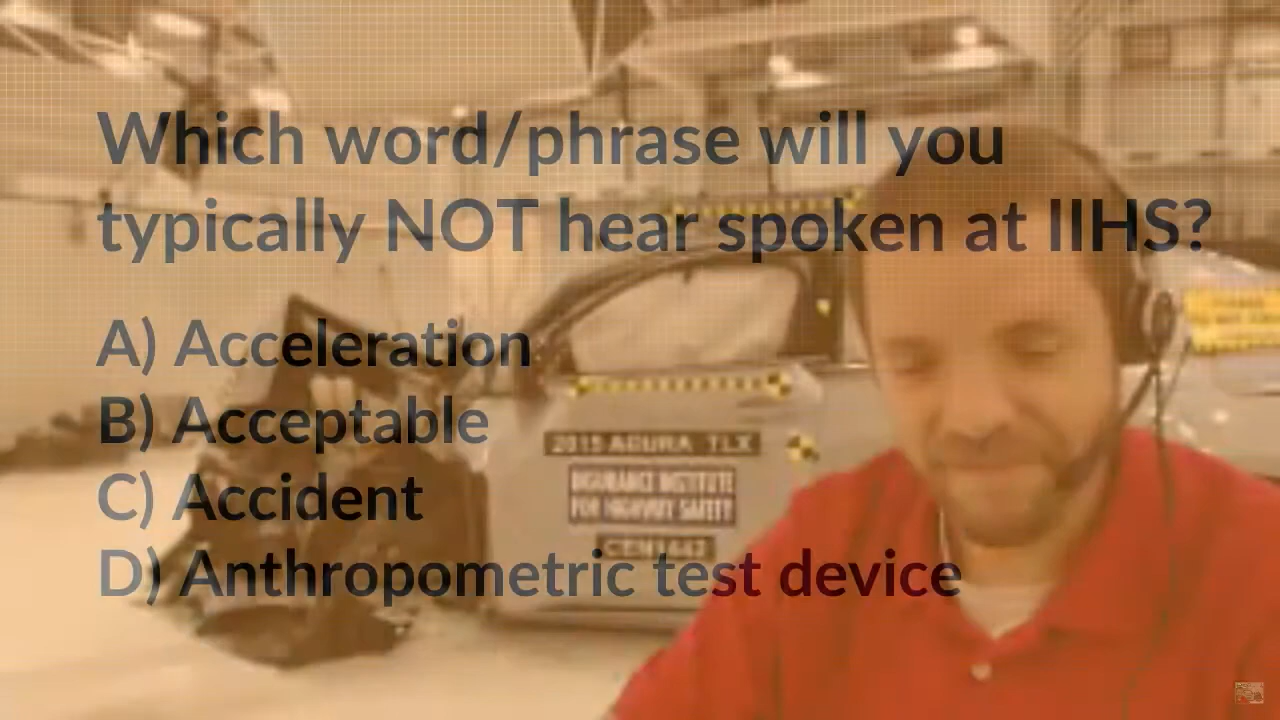 Which word/phrase will you
typically NOT hear spoken at IIHS?
A) Acceleration
B) Acceptable
C) Accident
D) Anthropometric test device
2015 ACURA TLX
INSURANCE INSTITUTE
FOR HIGHWAY SAFETY